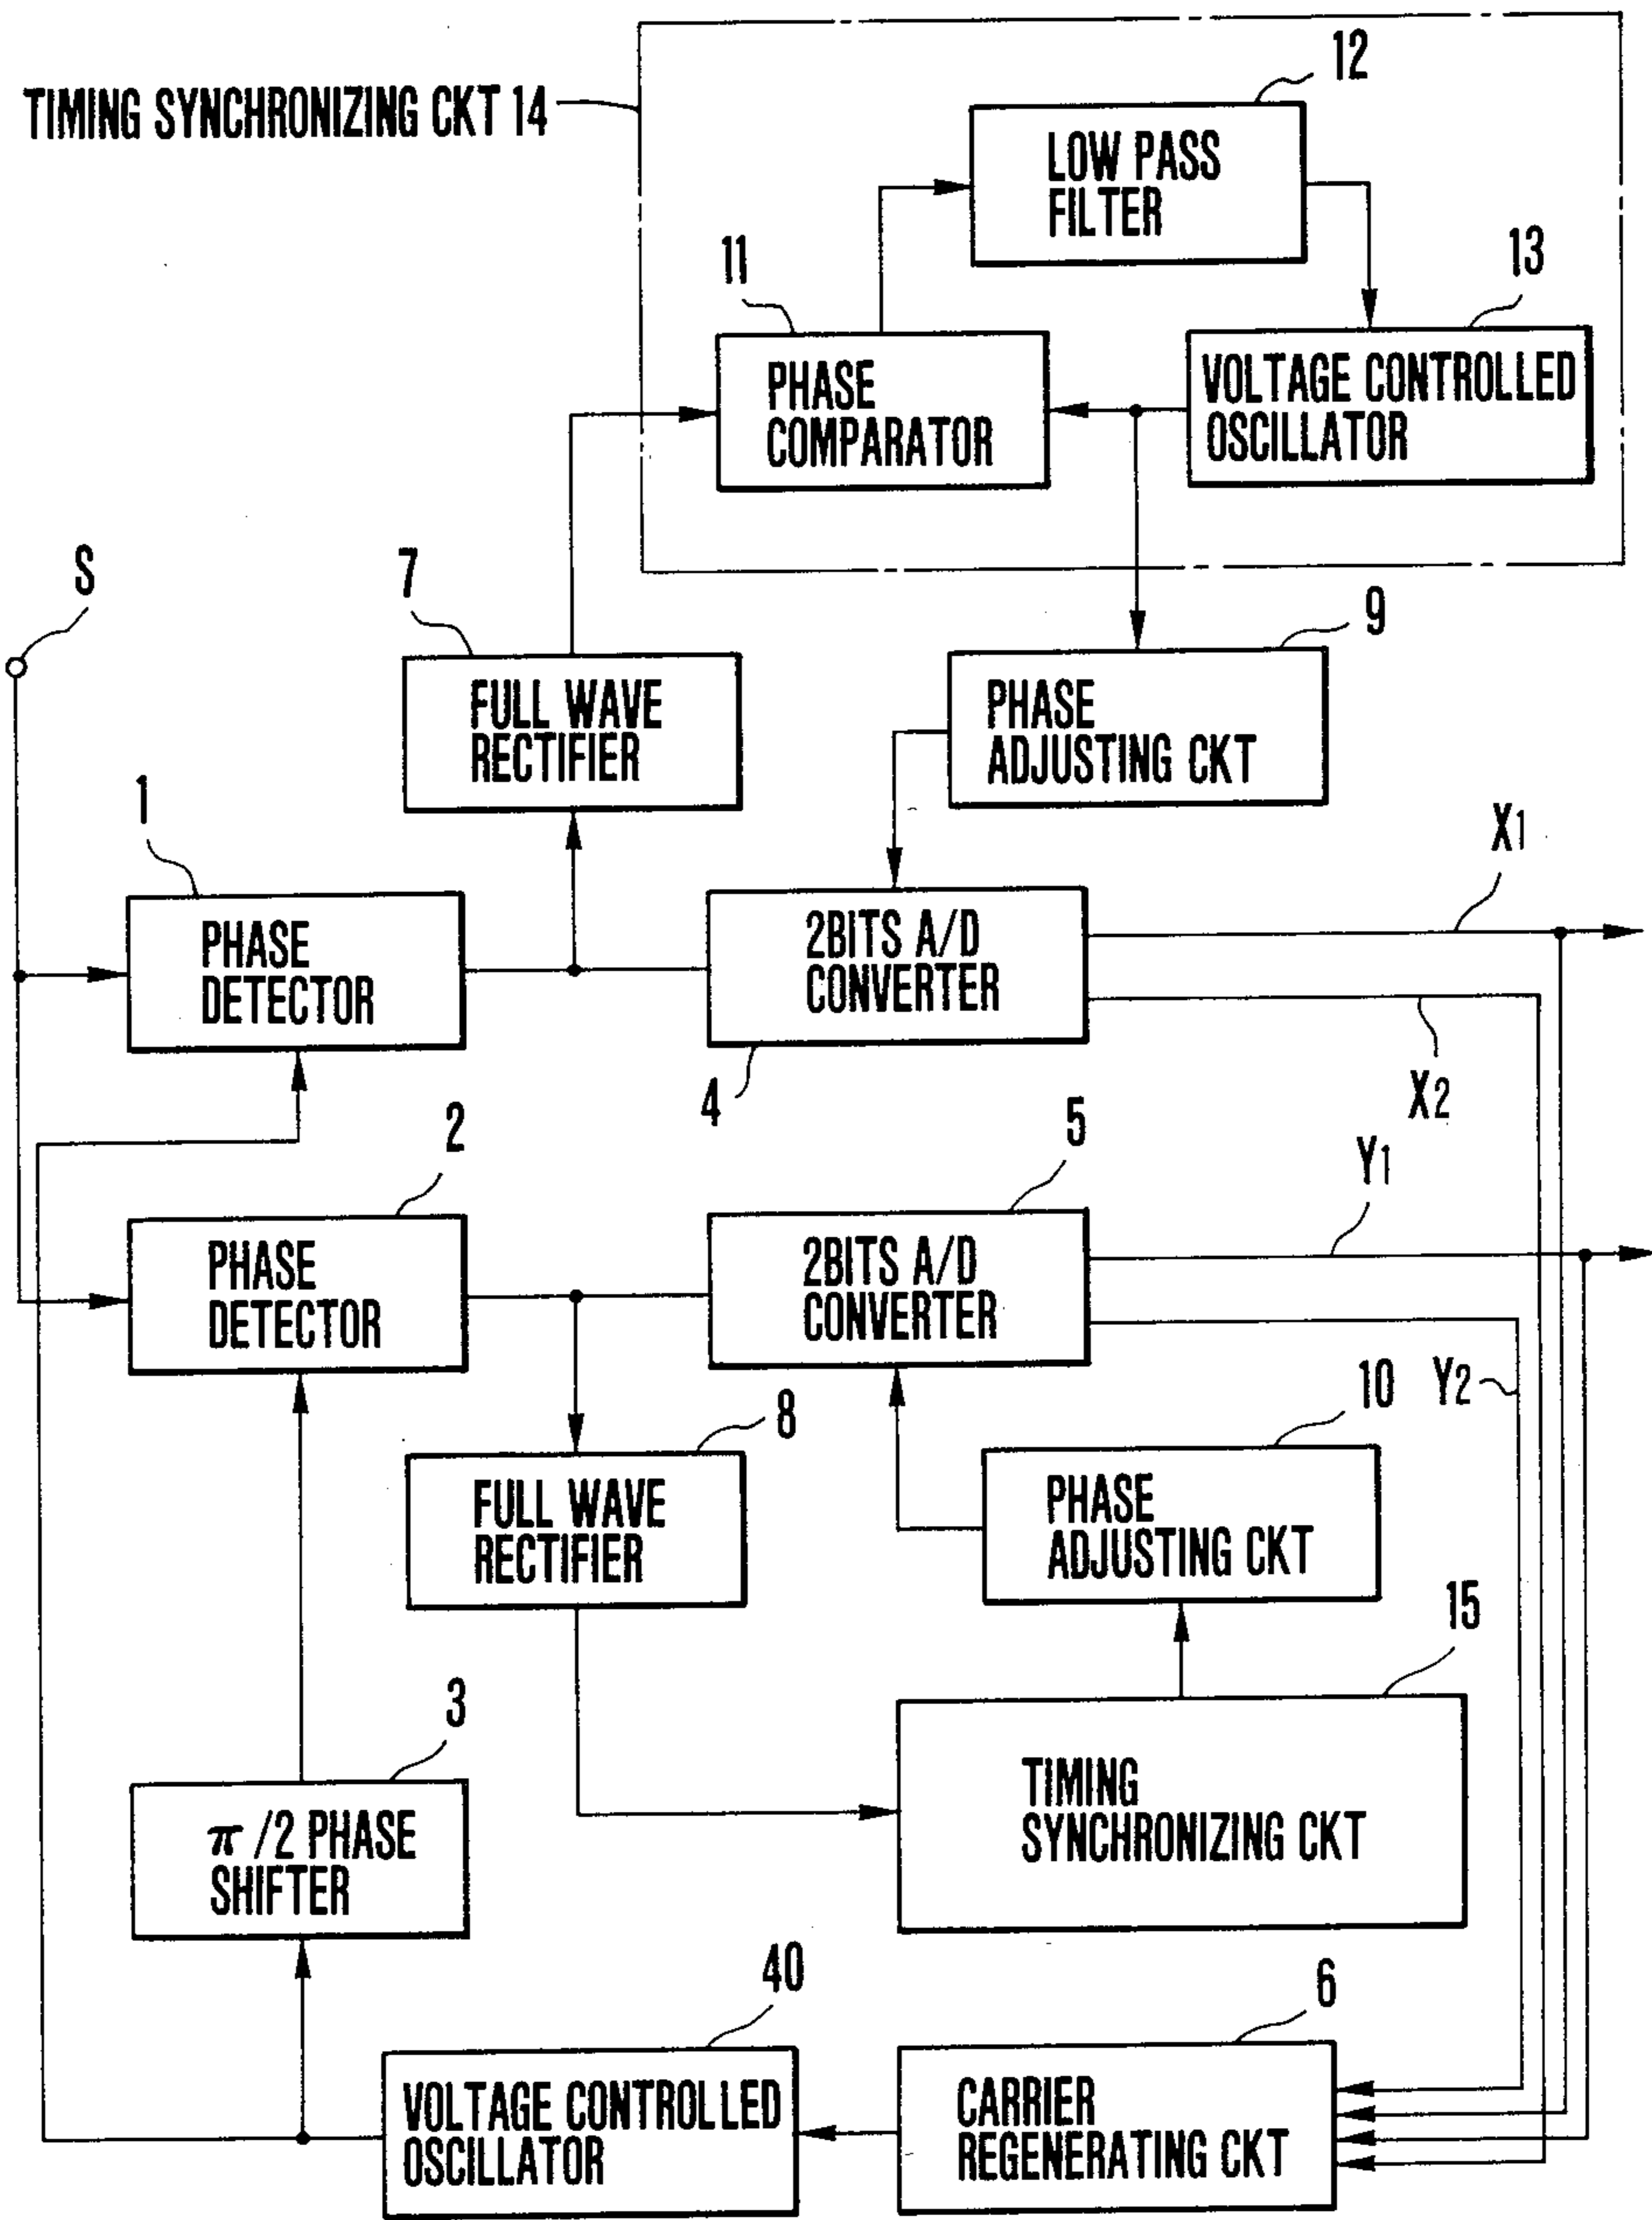 12
TIMING SYNCHRONIZING CKT 14
LOW PASS
FILTER
11
13
PHASE
COMPARATOR
VOLTAGE CONTROLLED
OSCILLATOR
S
7
9
FULL WAVE
RECTIFIER
PHASE
ADJUSTING CKT
1
X1
PHASE
DETECTOR
2BITS A/D
CONVERTER
4
X2
2
5
Y1
PHASE
DETECTOR
2BITS A/D
CONVERTER
8
10
Y2
FULL WAVE
RECTIFIER
PHASE
ADJUSTING CKT
15
3
π/2 PHASE
SHIFTER
TIMING
SYNCHRONIZING CKT
40
6
VOLTAGE CONTROLLED
OSCILLATOR
CARRIER
REGENERATING CKT